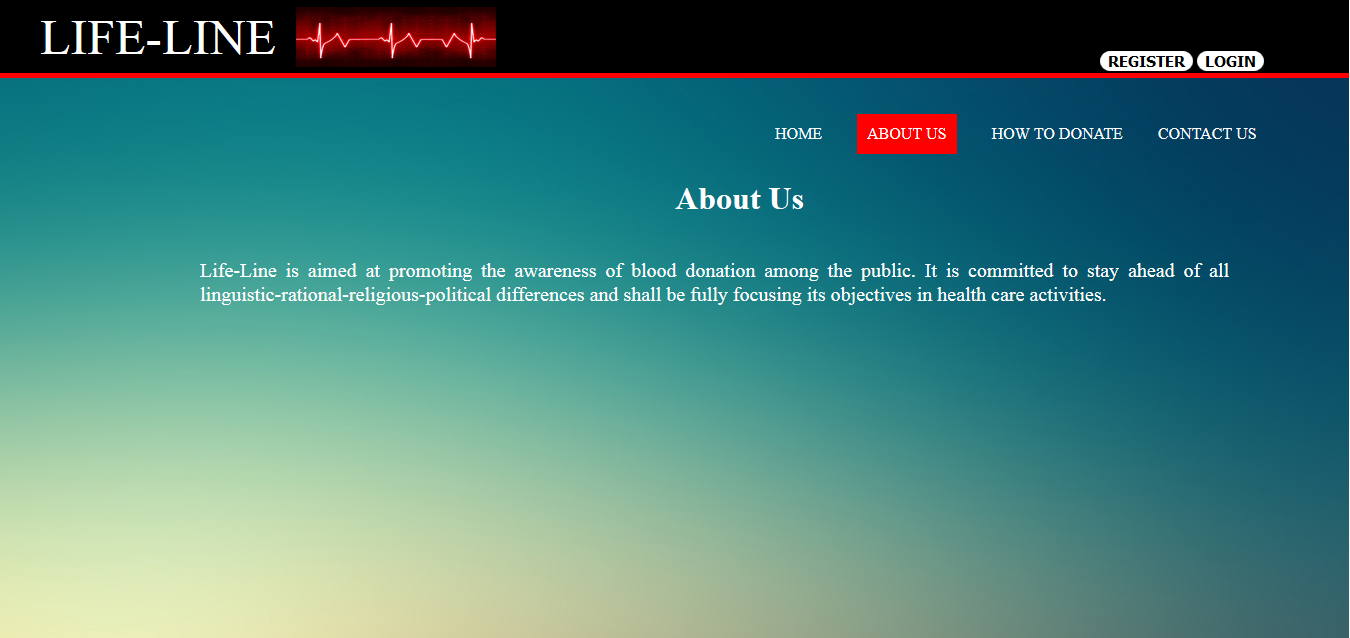 LIFE-LINE
REGISTER LOGIN
HOME ABOUT US HOW TO DONATE CONTACT US
About Us
Life-Line is aimed at promoting the awareness of blood donation among the public. It is committed to stay ahead of all
linguistic-rational-religious-political differences and shall be fully focusing its objectives in health care activities.